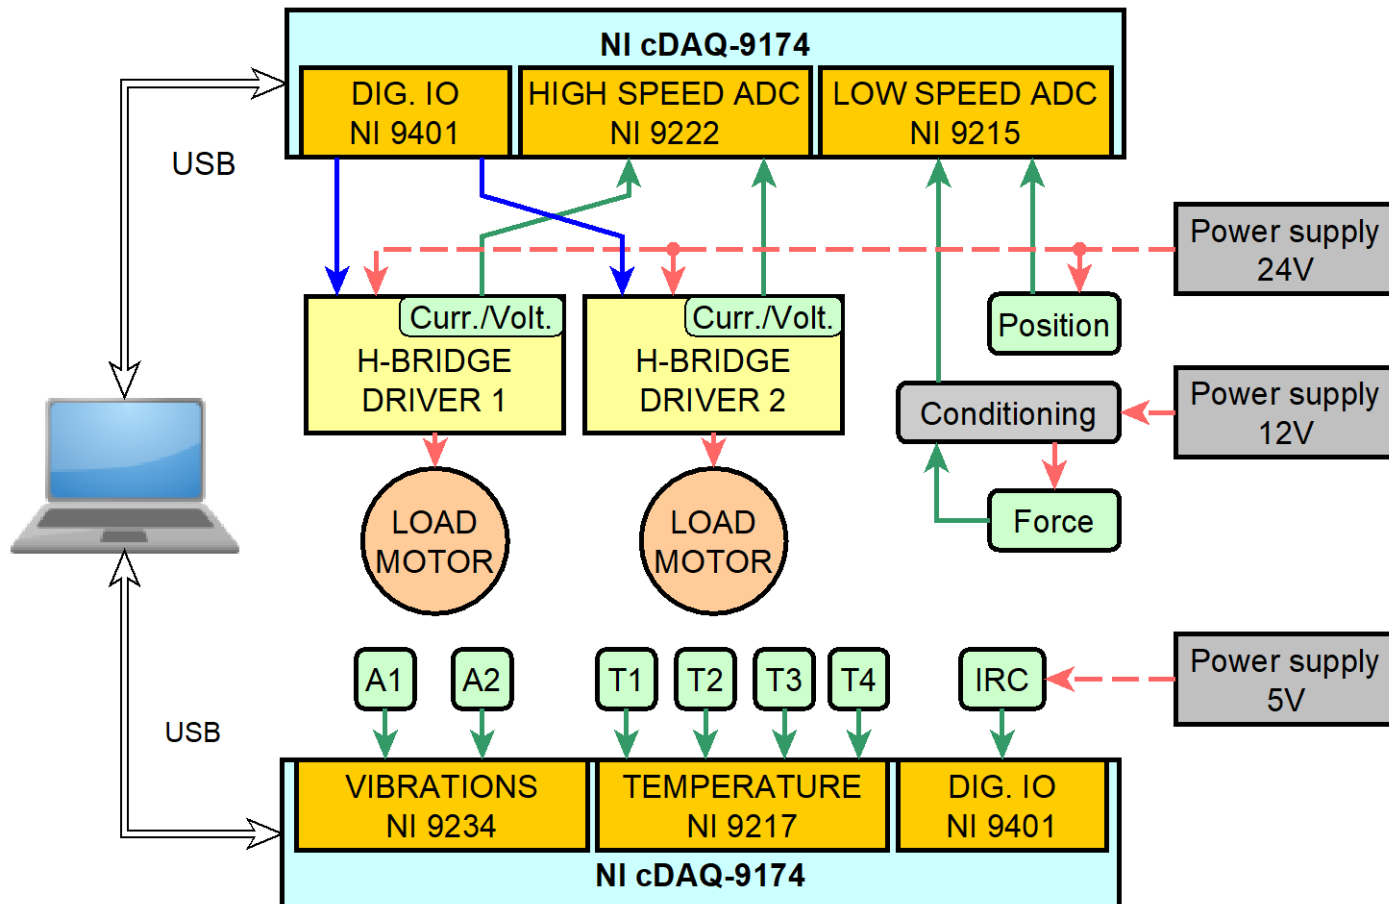 NI cDAQ-9174
DIG. IO
NI 9401
HIGH SPEED ADC
NI 9222
LOW SPEED ADC
NI 9215
USB
Power supply
24V
Curr./Volt.
H-BRIDGE
DRIVER 1
Curr./Volt.
H-BRIDGE
DRIVER 2
Position
Conditioning
Power supply
12V
LOAD
MOTOR
LOAD
MOTOR
Force
A1
A2
T1
T2
T3
T4
IRC
Power supply
5V
USB
VIBRATIONS
NI 9234
TEMPERATURE
NI 9217
DIG. IO
NI 9401
NI cDAQ-9174